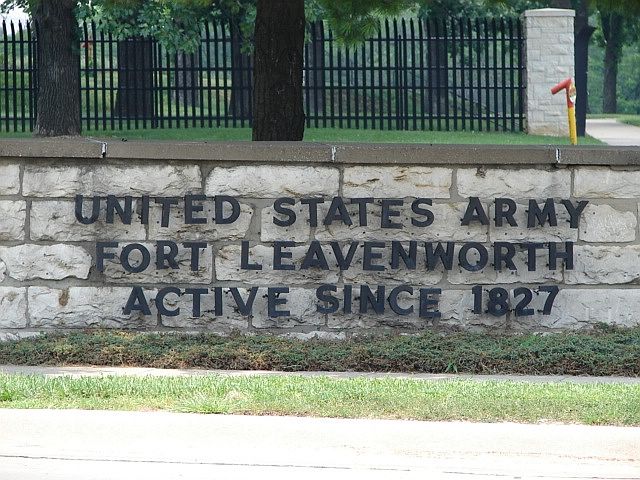 UNITED STATES ARMY
FORT LEAVENWORTH
ACTIVE SINCE 1827